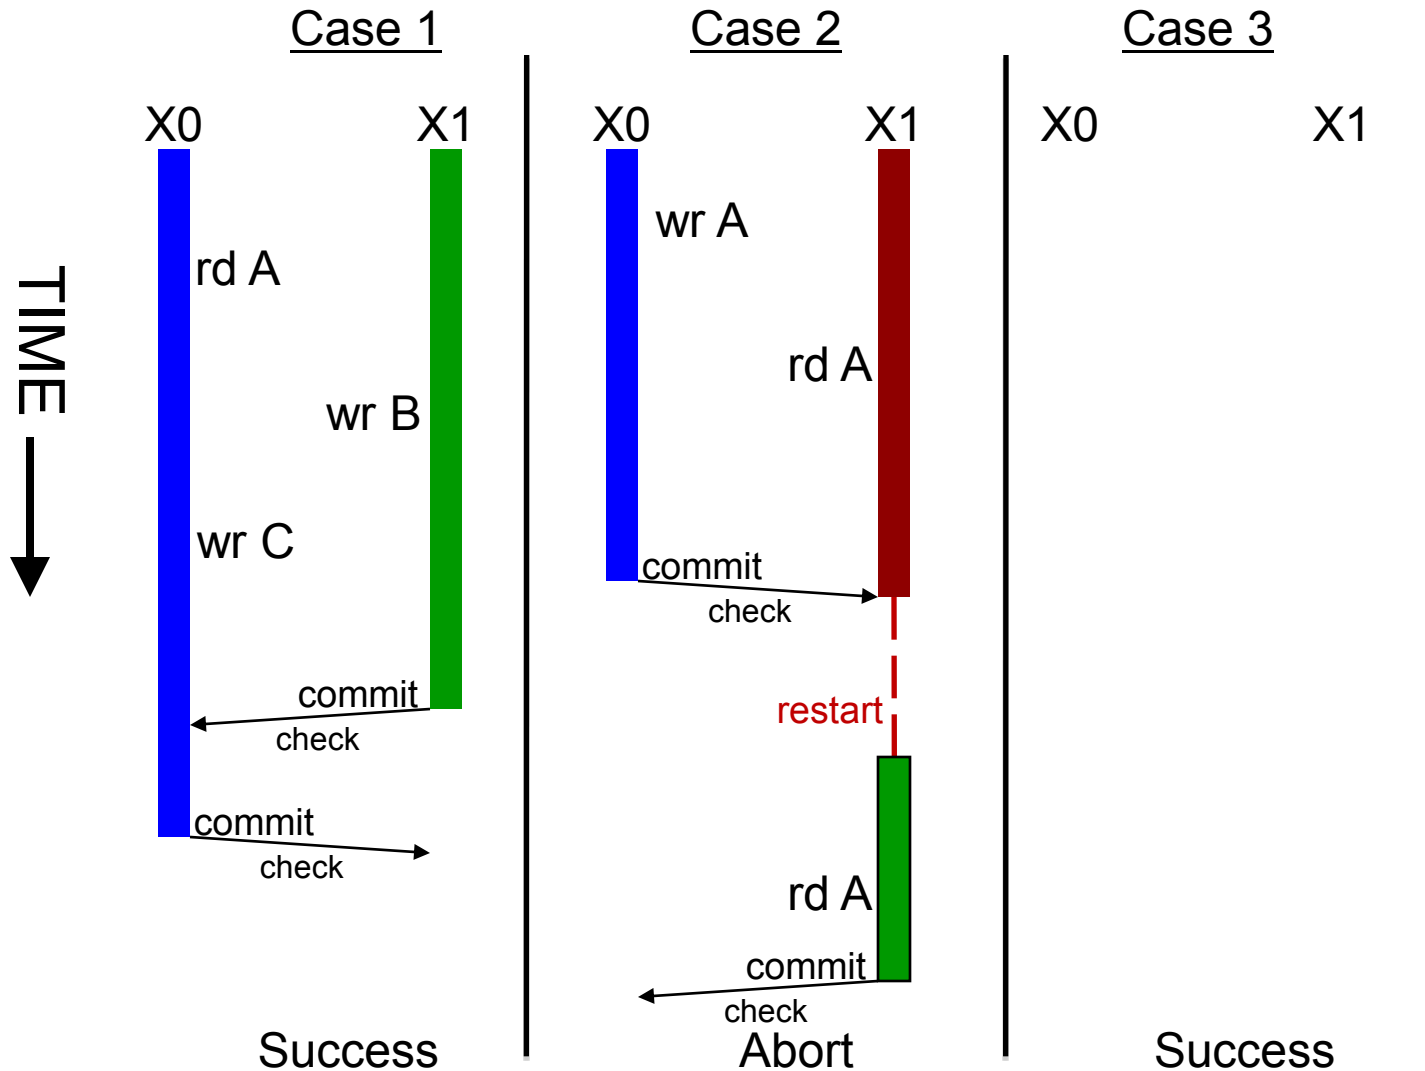 Case 1
Case 2
Case 3
X0
X1
X0
X1
X0
X1
TIME
rd A
wr B
wr C
commit
check
commit
check
wr A
rd A
commit
check
restart
rd A
commit
check
Success
Abort
Success